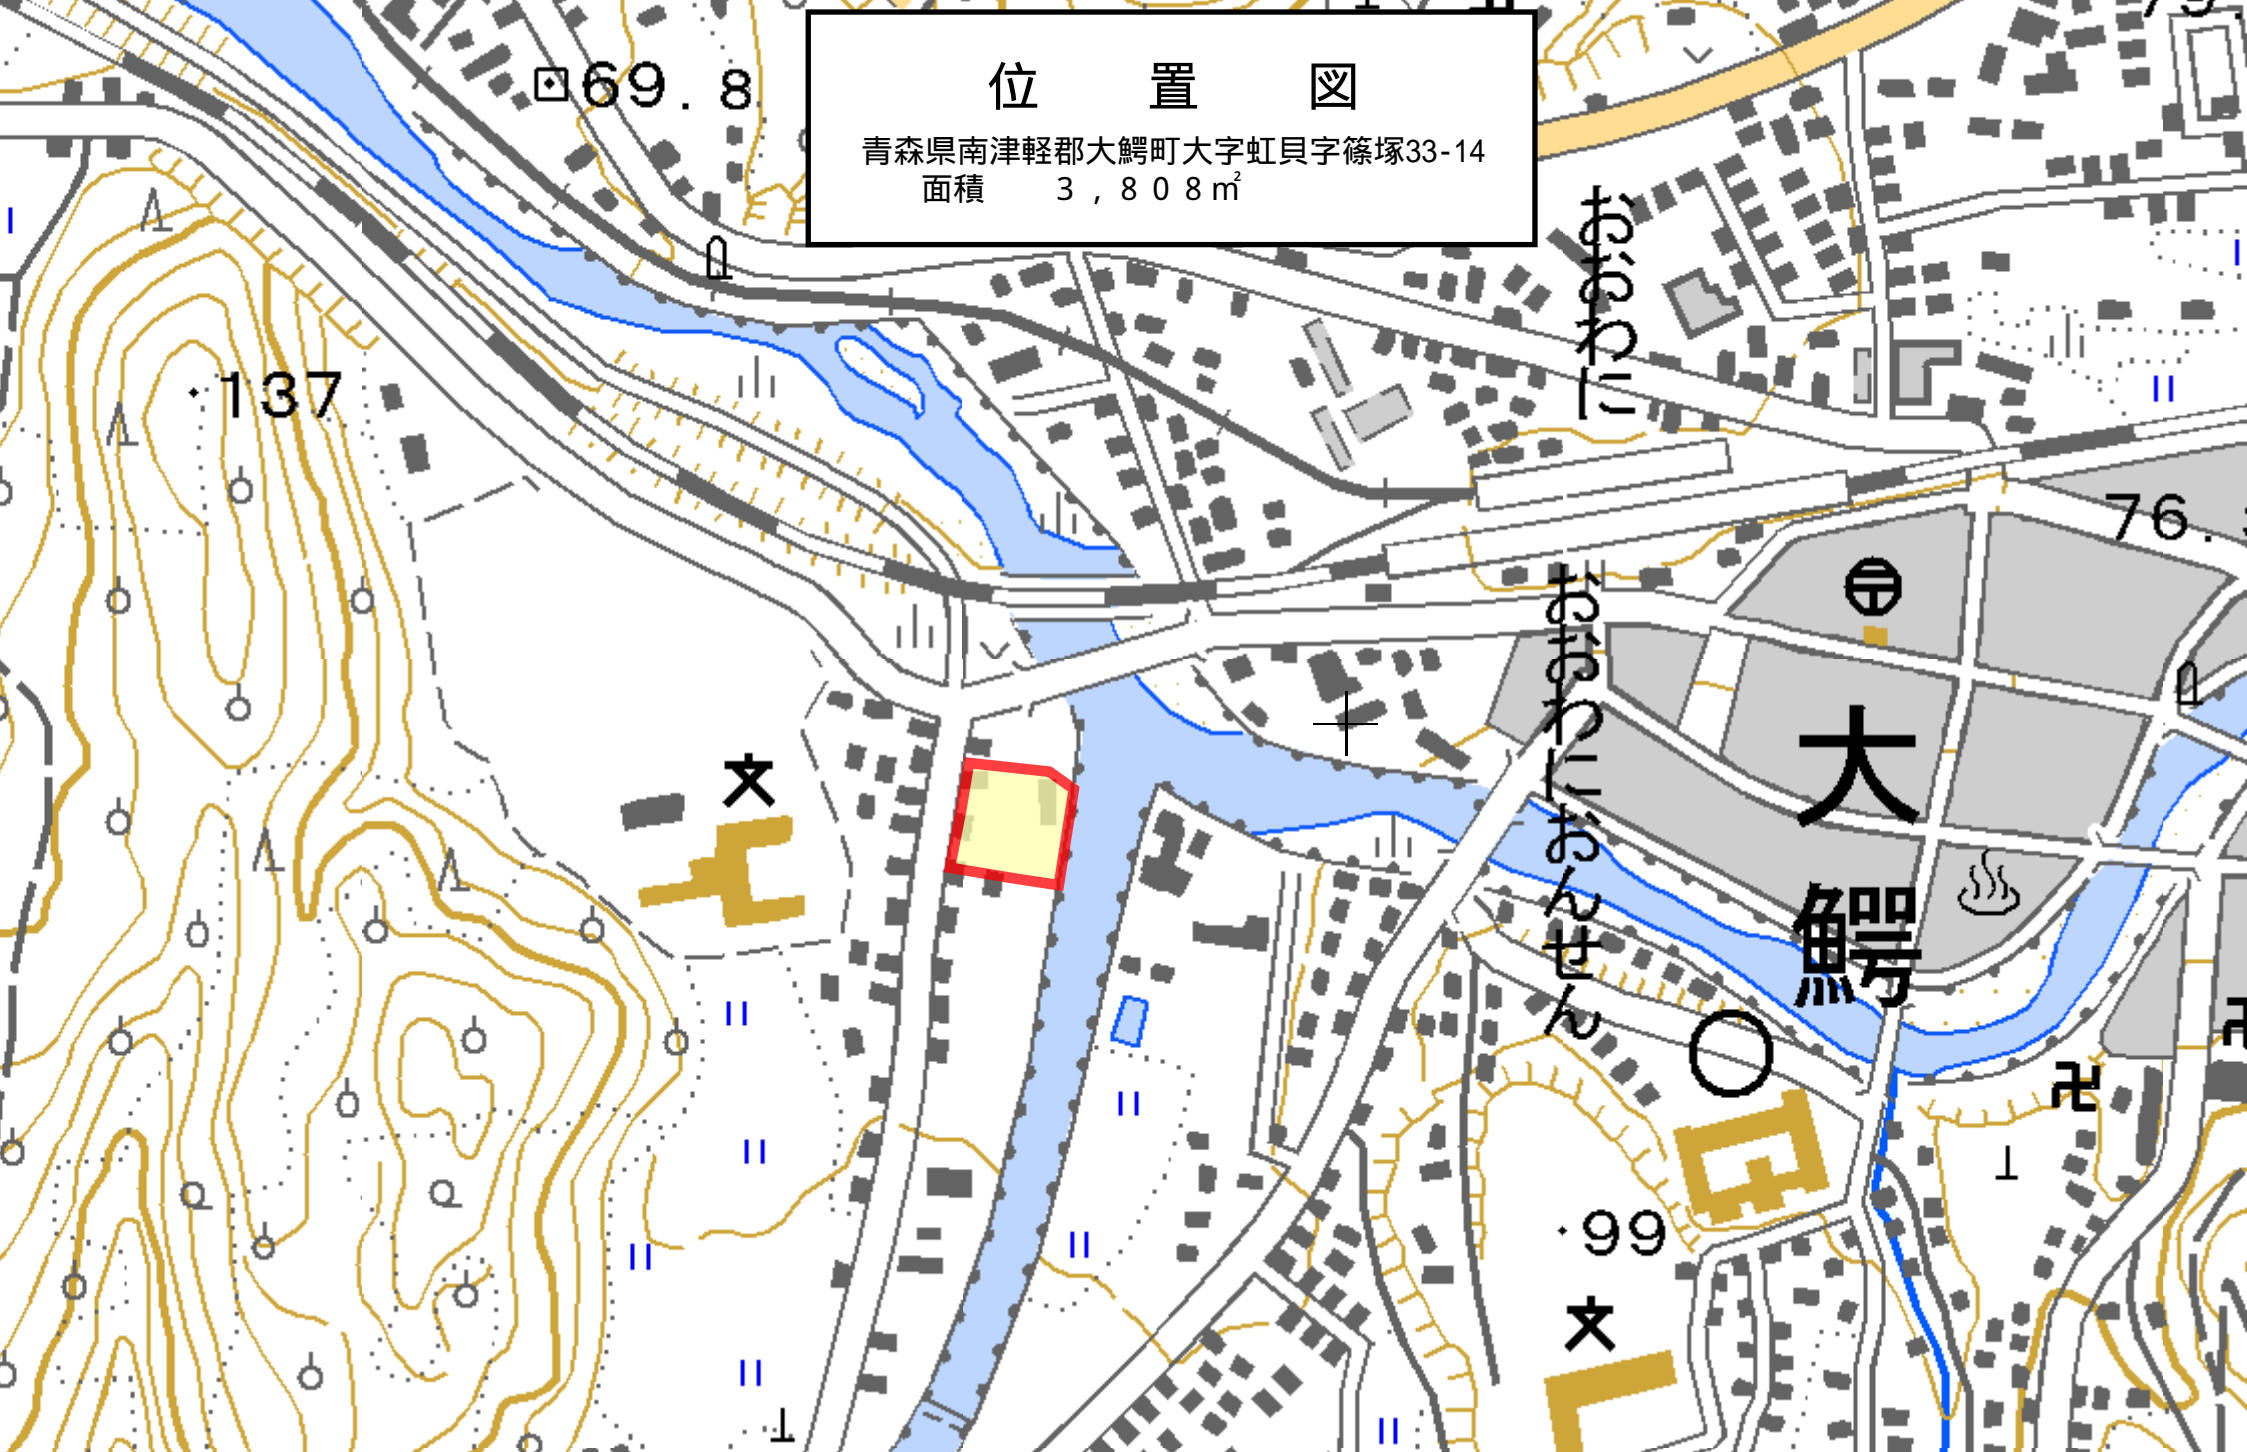 位 置 図
青森県南津軽郡大鰐町大字虹貝字篠塚33-14
面積 3,808㎡
69.8
137
おおわに
76.
おおわにおんせん
大鰐
文
99
文